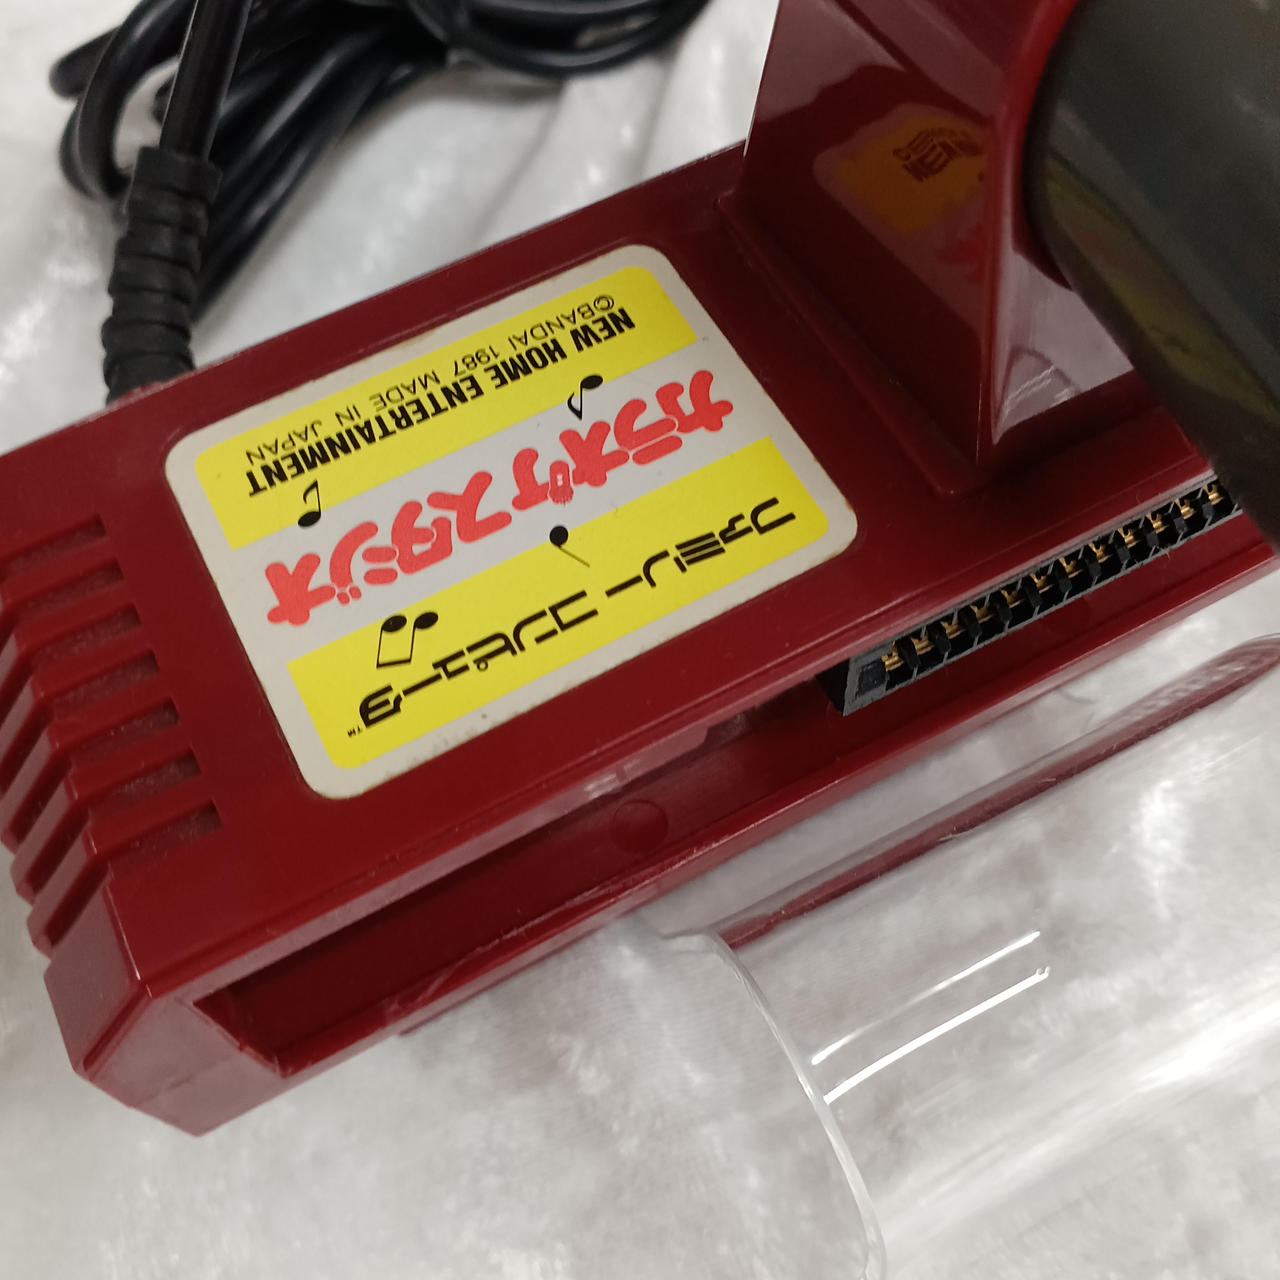 ファミリーコンピュータ™
カラオケスタジオ
NEW HOME ENTERTAINMENT
©BANDAI 1987 MADE IN JAPAN